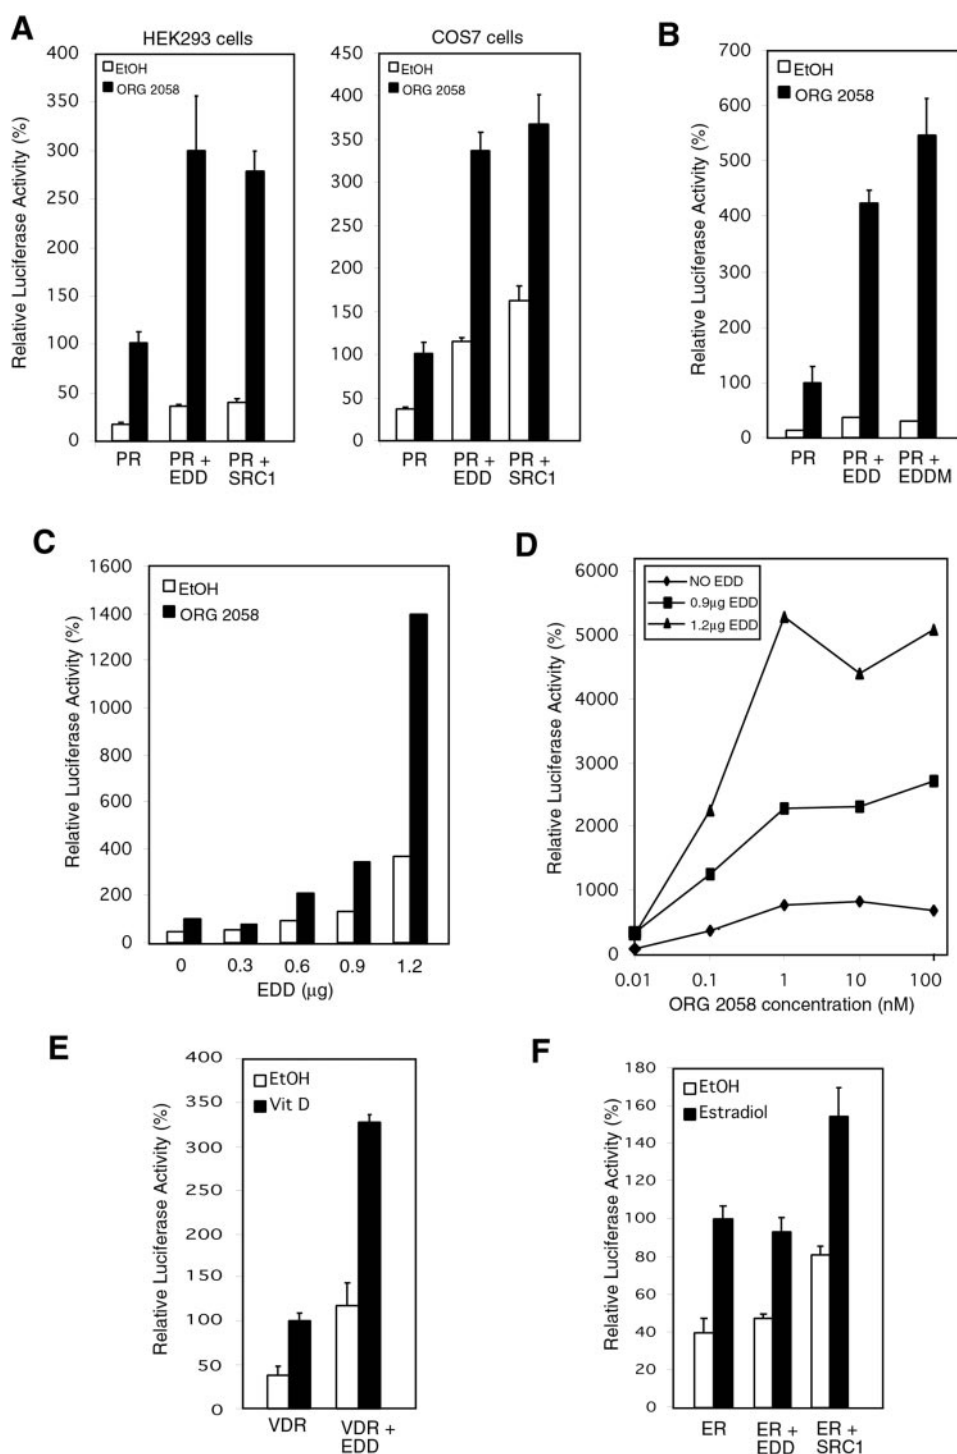 A
HEK293 cells
Relative Luciferase Activity (%)
400
350
300
250
200
150
100
50
0
EtOH
ORG 2058
PR
PR +
EDD
PR +
SRC1
COS7 cells
450
400
350
300
250
200
150
100
50
0
EtOH
ORG 2058
PR
PR +
EDD
PR +
SRC1
B
Relative Luciferase Activity (%)
700
600
500
400
300
200
100
0
EtOH
ORG 2058
PR
PR +
EDD
PR +
EDDM
C
Relative Luciferase Activity (%)
1600
1400
1200
1000
800
600
400
200
0
EtOH
ORG 2058
0 0.3 0.6 0.9 1.2
EDD (μg)
D
Relative Luciferase Activity (%)
6000
5000
4000
3000
2000
1000
0
NO EDD
0.9μg EDD
1.2μg EDD
0.01 0.1 1 10 100
ORG 2058 concentration (nM)
E
Relative Luciferase Activity (%)
400
350
300
250
200
150
100
50
0
EtOH
Vit D
VDR
VDR +
EDD
F
Relative Luciferase Activity (%)
180
160
140
120
100
80
60
40
20
0
EtOH
Estradiol
ER
ER +
EDD
ER +
SRC1